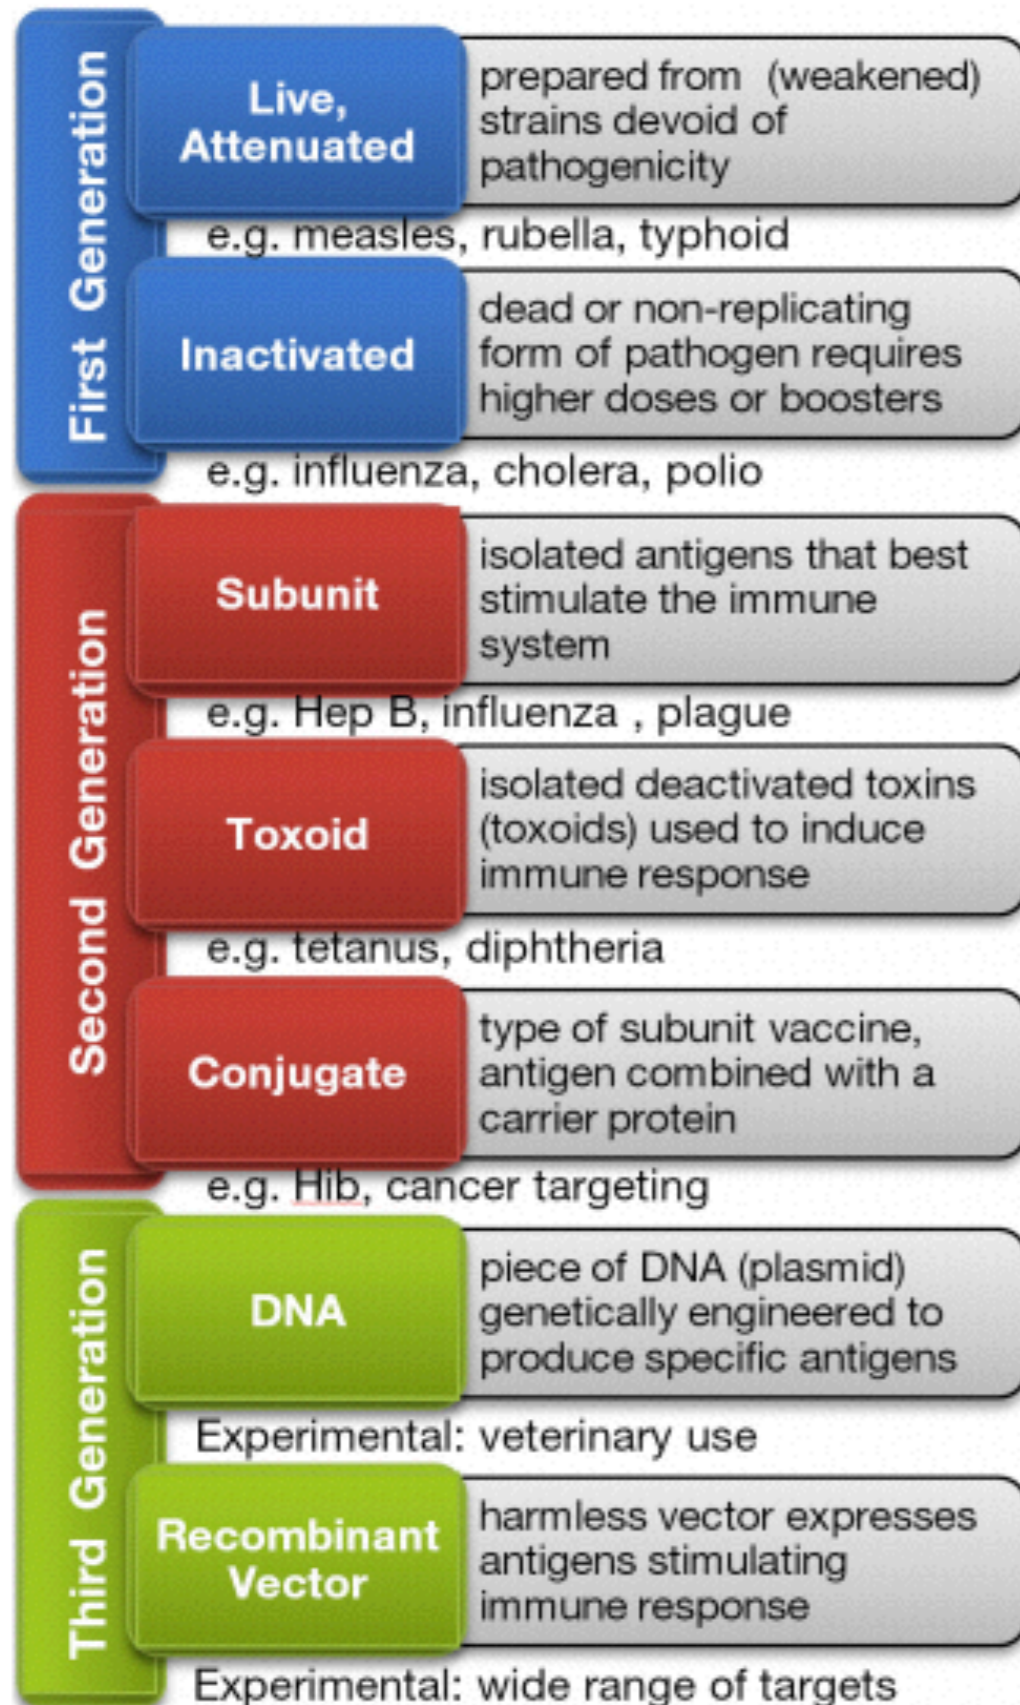 First Generation
Live,
Attenuated
prepared from (weakened)
strains devoid of
pathogenicity
e.g. measles, rubella, typhoid
Inactivated
dead or non-replicating
form of pathogen requires
higher doses or boosters
e.g. influenza, cholera, polio
Second Generation
Subunit
isolated antigens that best
stimulate the immune
system
e.g. Hep B, influenza , plague
Toxoid
isolated deactivated toxins
(toxoids) used to induce
immune response
e.g. tetanus, diphtheria
Conjugate
type of subunit vaccine,
antigen combined with a
carrier protein
e.g. Hib, cancer targeting
Third Generation
DNA
piece of DNA (plasmid)
genetically engineered to
produce specific antigens
Experimental: veterinary use
Recombinant
Vector
harmless vector expresses
antigens stimulating
immune response
Experimental: wide range of targets